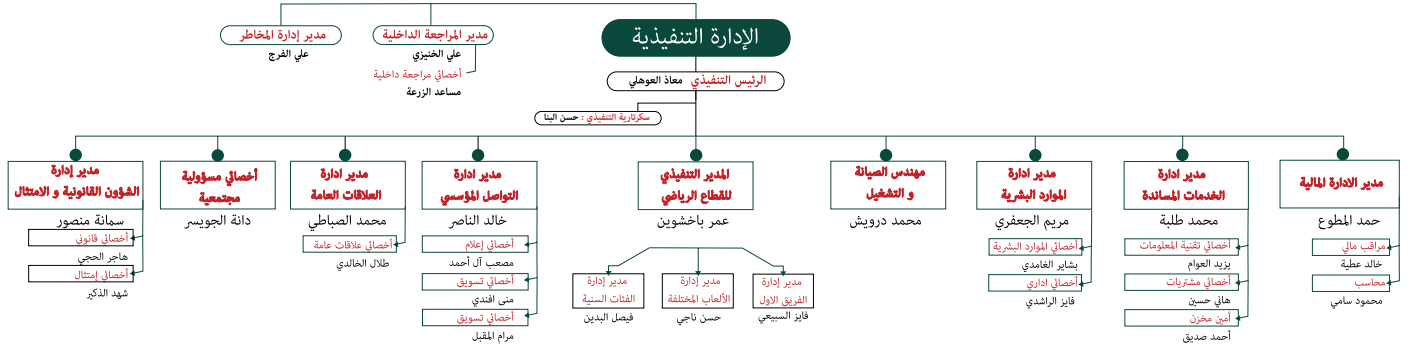 الإدارة التنفيذية
الرئيس التنفيذي معاذ العوهلي
سكرتارية التنفيذي : حسن البنا
مدير المراجعة الداخلية
علي الخنيزي
أخصائي مراجعة داخلية
مساعد الزرعة
مدير إدارة المخاطر
علي الفرج
مدير الادارة المالية
حمد المطوع
مراقب مالي
خالد عطية
محاسب
محمود سامي
مدير ادارة
الخدمات المساندة
محمد طلبة
أخصائي تقنية المعلومات
يزيد العوام
أخصائي مشتريات
هاني حسين
أمين مخزن
أحمد صديق
مدير ادارة
الموارد البشرية
مريم الجعفري
أخصائي الموارد البشرية
بشاير الغامدي
أخصائي اداري
فايز الراشدي
مهندس الصيانة
و التشغيل
محمد درويش
المدير التنفيذي
للقطاع الرياضي
عمر باخشوين
مدير إدارة
الفريق الاول
فايز السبيعي
مدير إدارة
الألعاب المختلفة
حسن ناجي
مدير إدارة
الفئات السنية
فيصل البدين
مدير ادارة
التواصل المؤسسي
خالد الناصر
أخصائي إعلام
مصعب آل أحمد
أخصائي تسويق
منى افندي
أخصائي تسويق
مرام المقبل
مدير ادارة
العلاقات العامة
محمد الصباطي
أخصائي علاقات عامة
طلال الخالدي
أخصائي مسؤولية
مجتمعية
دانة الجويسر
مدير إدارة
الشؤون القانونية و الامتثال
سمانة منصور
أخصائي قانوني
هاجر الحجي
أخصائي إمتثال
شهد الذكير